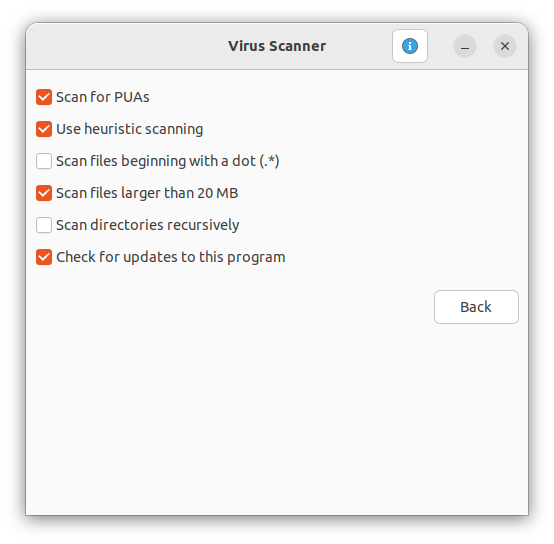 Virus Scanner
Scan for PUAs
Use heuristic scanning
Scan files beginning with a dot (.*)
Scan files larger than 20 MB
Scan directories recursively
Check for updates to this program
Back